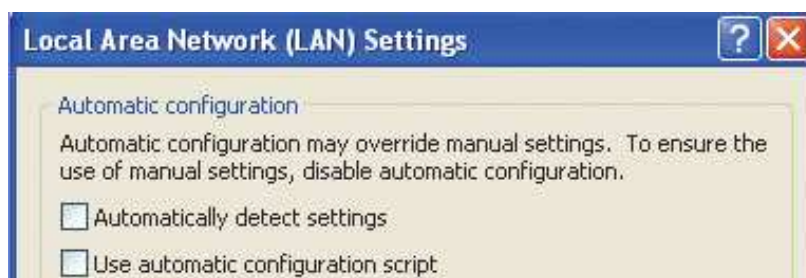 Local Area Network (LAN) Settings
Automatic configuration
Automatic configuration may override manual settings. To ensure the
use of manual settings, disable automatic configuration.
Automatically detect settings
Use automatic configuration script